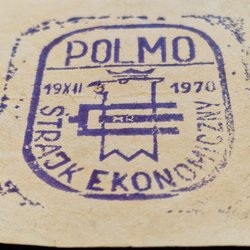 POLMO
19XII 1970
STRAJK EKONOMICZNY